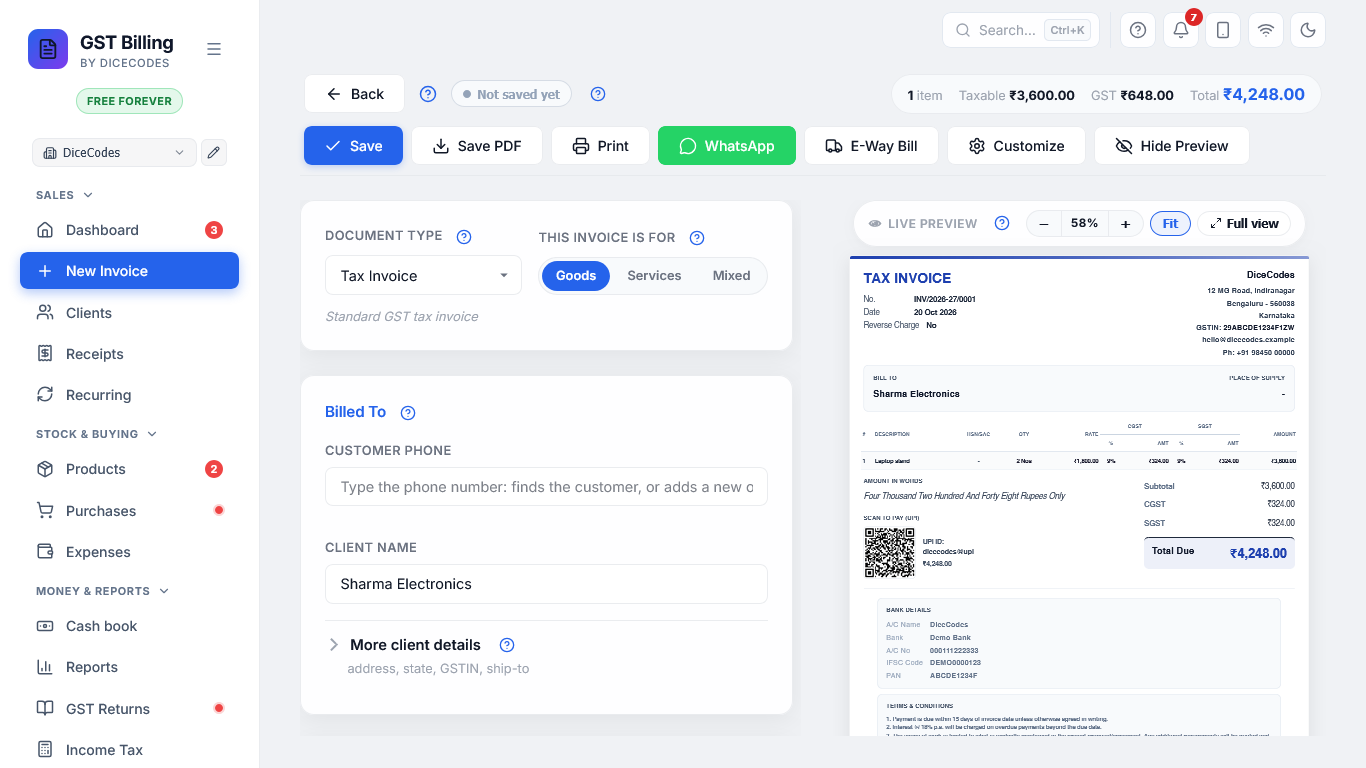 GST Billing
BY DICECODES
FREE FOREVER
DiceCodes
SALES
Dashboard 3
New Invoice
Clients
Receipts
Recurring
STOCK & BUYING
Products 2
Purchases
Expenses
MONEY & REPORTS
Cash book
Reports
GST Returns
Income Tax
Search... Ctrl+K
7
Back
Not saved yet
1 item Taxable ₹3,600.00 GST ₹648.00 Total ₹4,248.00
Save
Save PDF
Print
WhatsApp
E-Way Bill
Customize
Hide Preview
DOCUMENT TYPE
THIS INVOICE IS FOR
Tax Invoice
Goods Services Mixed
Standard GST tax invoice
Billed To
CUSTOMER PHONE
Type the phone number: finds the customer, or adds a new o
CLIENT NAME
Sharma Electronics
More client details
address, state, GSTIN, ship-to
LIVE PREVIEW
− 58% +
Fit
Full view
TAX INVOICE
No. INV/2026-27/0001
Date 20 Oct 2026
Reverse Charge No
DiceCodes
12 MG Road, Indiranagar
Bengaluru - 560038
Karnataka
GSTIN: 29ABCDE1234F1ZW
hello@dicecodes.example
Ph: +91 98450 00000
BILL TO
Sharma Electronics
PLACE OF SUPPLY
-
# DESCRIPTION HSN/SAC QTY RATE CGST SGST AMOUNT
% AMT % AMT
1 Laptop stand - 2 Nos ₹1,800.00 9% ₹324.00 9% ₹324.00 ₹3,600.00
AMOUNT IN WORDS
Four Thousand Two Hundred And Forty Eight Rupees Only
Subtotal ₹3,600.00
CGST ₹324.00
SGST ₹324.00
Total Due ₹4,248.00
SCAN TO PAY (UPI)
UPI ID:
dicecodes@upi
₹4,248.00
BANK DETAILS
A/C Name DiceCodes
Bank Demo Bank
A/C No 000111222333
IFSC Code DEMO0000123
PAN ABCDE1234F
TERMS & CONDITIONS
1. Payment is due within 15 days of invoice date unless otherwise agreed in writing.
2. Interest @ 18% p.a. will be charged on overdue payments beyond the due date.